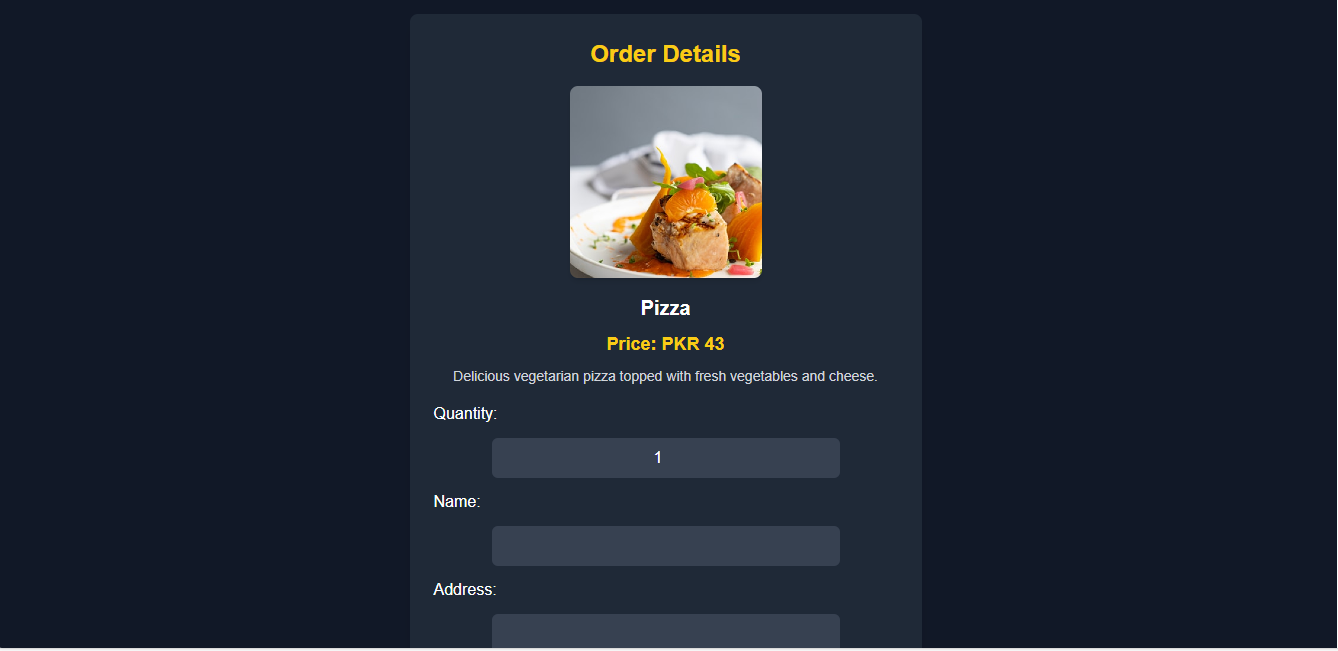 Order Details
Pizza
Price: PKR 43
Delicious vegetarian pizza topped with fresh vegetables and cheese.
Quantity:
1
Name:
Address: